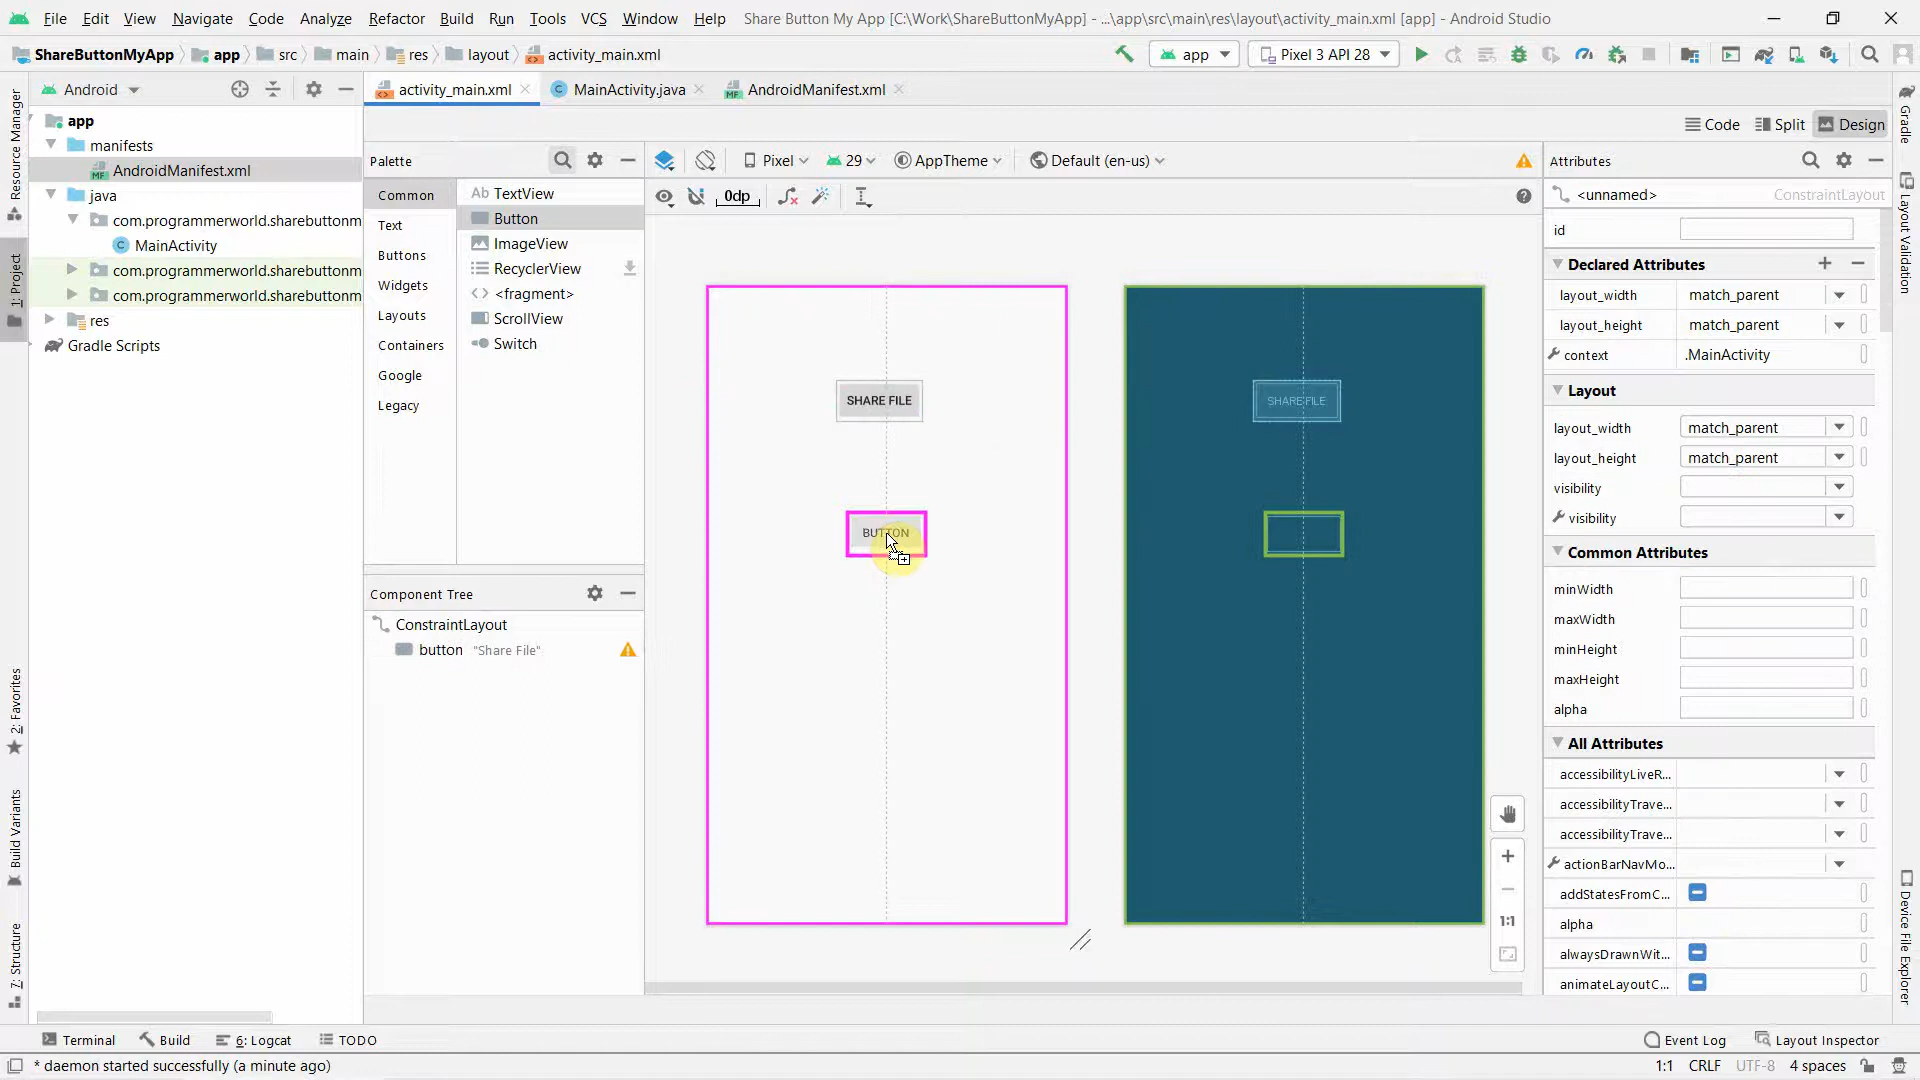 File Edit View Navigate Code Analyze Refactor Build Run Tools VCS Window Help Share Button My App [C:\Work\ShareButtonMyApp] - ...\app\src\main\res\layout\activity_main.xml [app] - Android Studio
ShareButtonMyApp app src main res layout activity_main.xml app Pixel 3 API 28
Android activity_main.xml MainActivity.java AndroidManifest.xml
app
manifests
AndroidManifest.xml
java
com.programmerworld.sharebuttonm
MainActivity
com.programmerworld.sharebuttonm
com.programmerworld.sharebuttonm
res
Gradle Scripts
Resource Manager
1: Project
2: Favorites
Build Variants
7: Structure
Code Split Design
Palette
Common
Text
Buttons
Widgets
Layouts
Containers
Google
Legacy
Ab TextView
Button
ImageView
RecyclerView
<fragment>
ScrollView
Switch
Component Tree
ConstraintLayout
button "Share File"
Pixel 29 AppTheme Default (en-us)
0dp
SHARE FILE
BUTTON
SHARE FILE
1:1
Attributes
<unnamed> ConstraintLayout
id
Declared Attributes
layout_width match_parent
layout_height match_parent
context .MainActivity
Layout
layout_width match_parent
layout_height match_parent
visibility
visibility
Common Attributes
minWidth
maxWidth
minHeight
maxHeight
alpha
All Attributes
accessibilityLiveR...
accessibilityTrave...
accessibilityTrave...
actionBarNavMo...
addStatesFromC...
alpha
alwaysDrawnWit...
animateLayoutC...
Gradle
Layout Validation
Device File Explorer
Terminal Build 6: Logcat TODO Event Log Layout Inspector
* daemon started successfully (a minute ago) 1:1 CRLF UTF-8 4 spaces